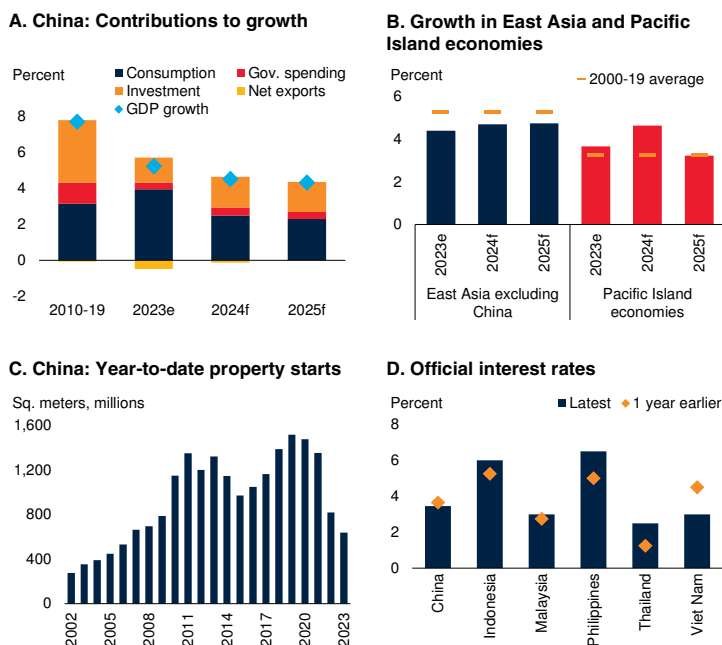 A. China: Contributions to growth
Percent
Consumption
Gov. spending
Investment
Net exports
GDP growth
8
6
4
2
0
-2
2010-19
2023e
2024f
2025f
B. Growth in East Asia and Pacific
Island economies
Percent
2000-19 average
6
4
2
0
2023e
2024f
2025f
2023e
2024f
2025f
East Asia excluding
China
Pacific Island
economies
C. China: Year-to-date property starts
Sq. meters, millions
1,600
1,200
800
400
0
2002
2005
2008
2011
2014
2017
2020
2023
D. Official interest rates
Percent
Latest
1 year earlier
8
6
4
2
0
China
Indonesia
Malaysia
Philippines
Thailand
Viet Nam